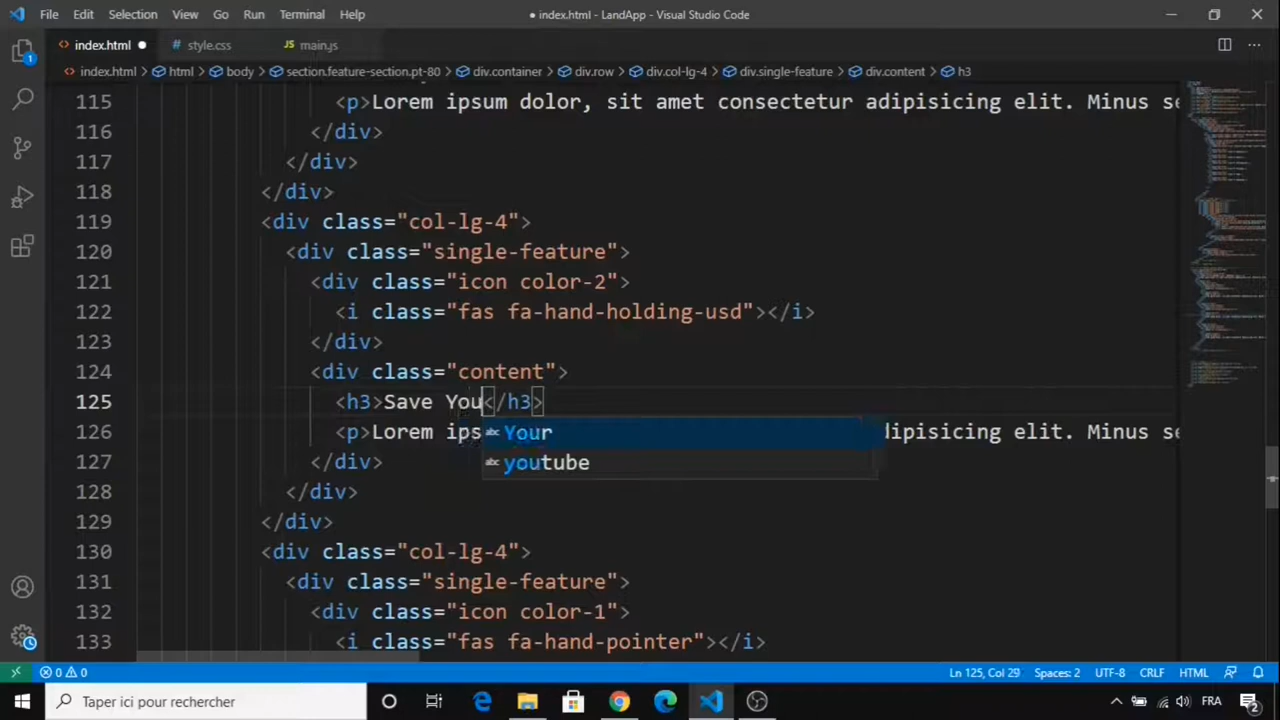 File Edit Selection View Go Run Terminal Help ● index.html - LandApp - Visual Studio Code
index.html style.css JS main.js
index.html html body section.feature-section.pt-80 div.container div.row div.col-lg-4 div.single-feature div.content h3
115 <p>Lorem ipsum dolor, sit amet consectetur adipisicing elit. Minus se
116 </div>
117 </div>
118 </div>
119 <div class="col-lg-4">
120 <div class="single-feature">
121 <div class="icon color-2">
122 <i class="fas fa-hand-holding-usd"></i>
123 </div>
124 <div class="content">
125 <h3>Save You</h3>
126 <p>Lorem ips dipisicing elit. Minus se
abc Your
abc youtube
127 </div>
128 </div>
129 </div>
130 <div class="col-lg-4">
131 <div class="single-feature">
132 <div class="icon color-1">
133 <i class="fas fa-hand-pointer"></i>
0 0 Ln 125, Col 29 Spaces: 2 UTF-8 CRLF HTML
Taper ici pour rechercher FRA 2